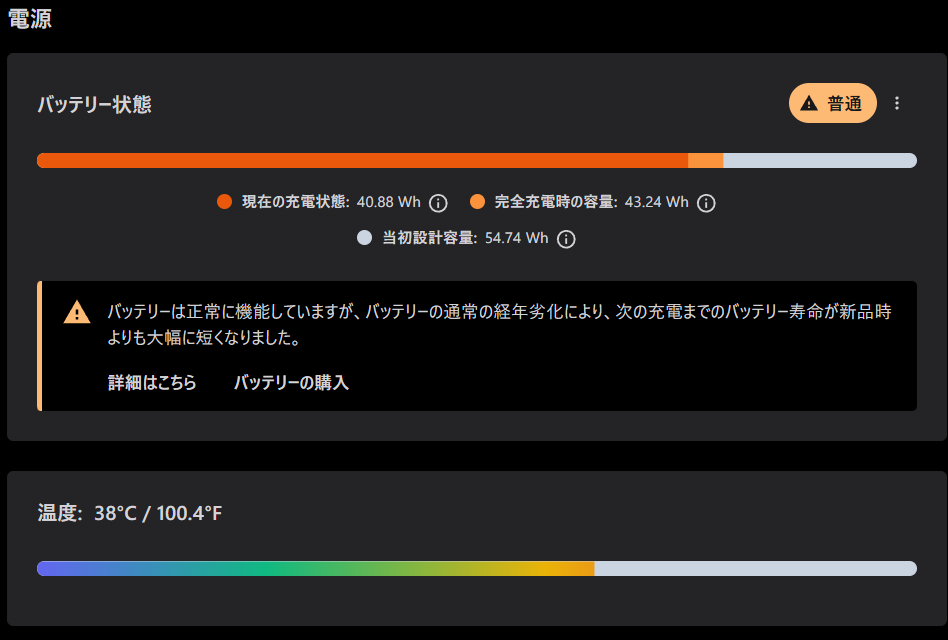 電源
バッテリー状態
普通
現在の充電状態: 40.88 Wh 完全充電時の容量: 43.24 Wh
当初設計容量: 54.74 Wh
バッテリーは正常に機能していますが、バッテリーの通常の経年劣化により、次の充電までのバッテリー寿命が新品時
よりも大幅に短くなりました。
詳細はこちら バッテリーの購入
温度: 38°C / 100.4°F